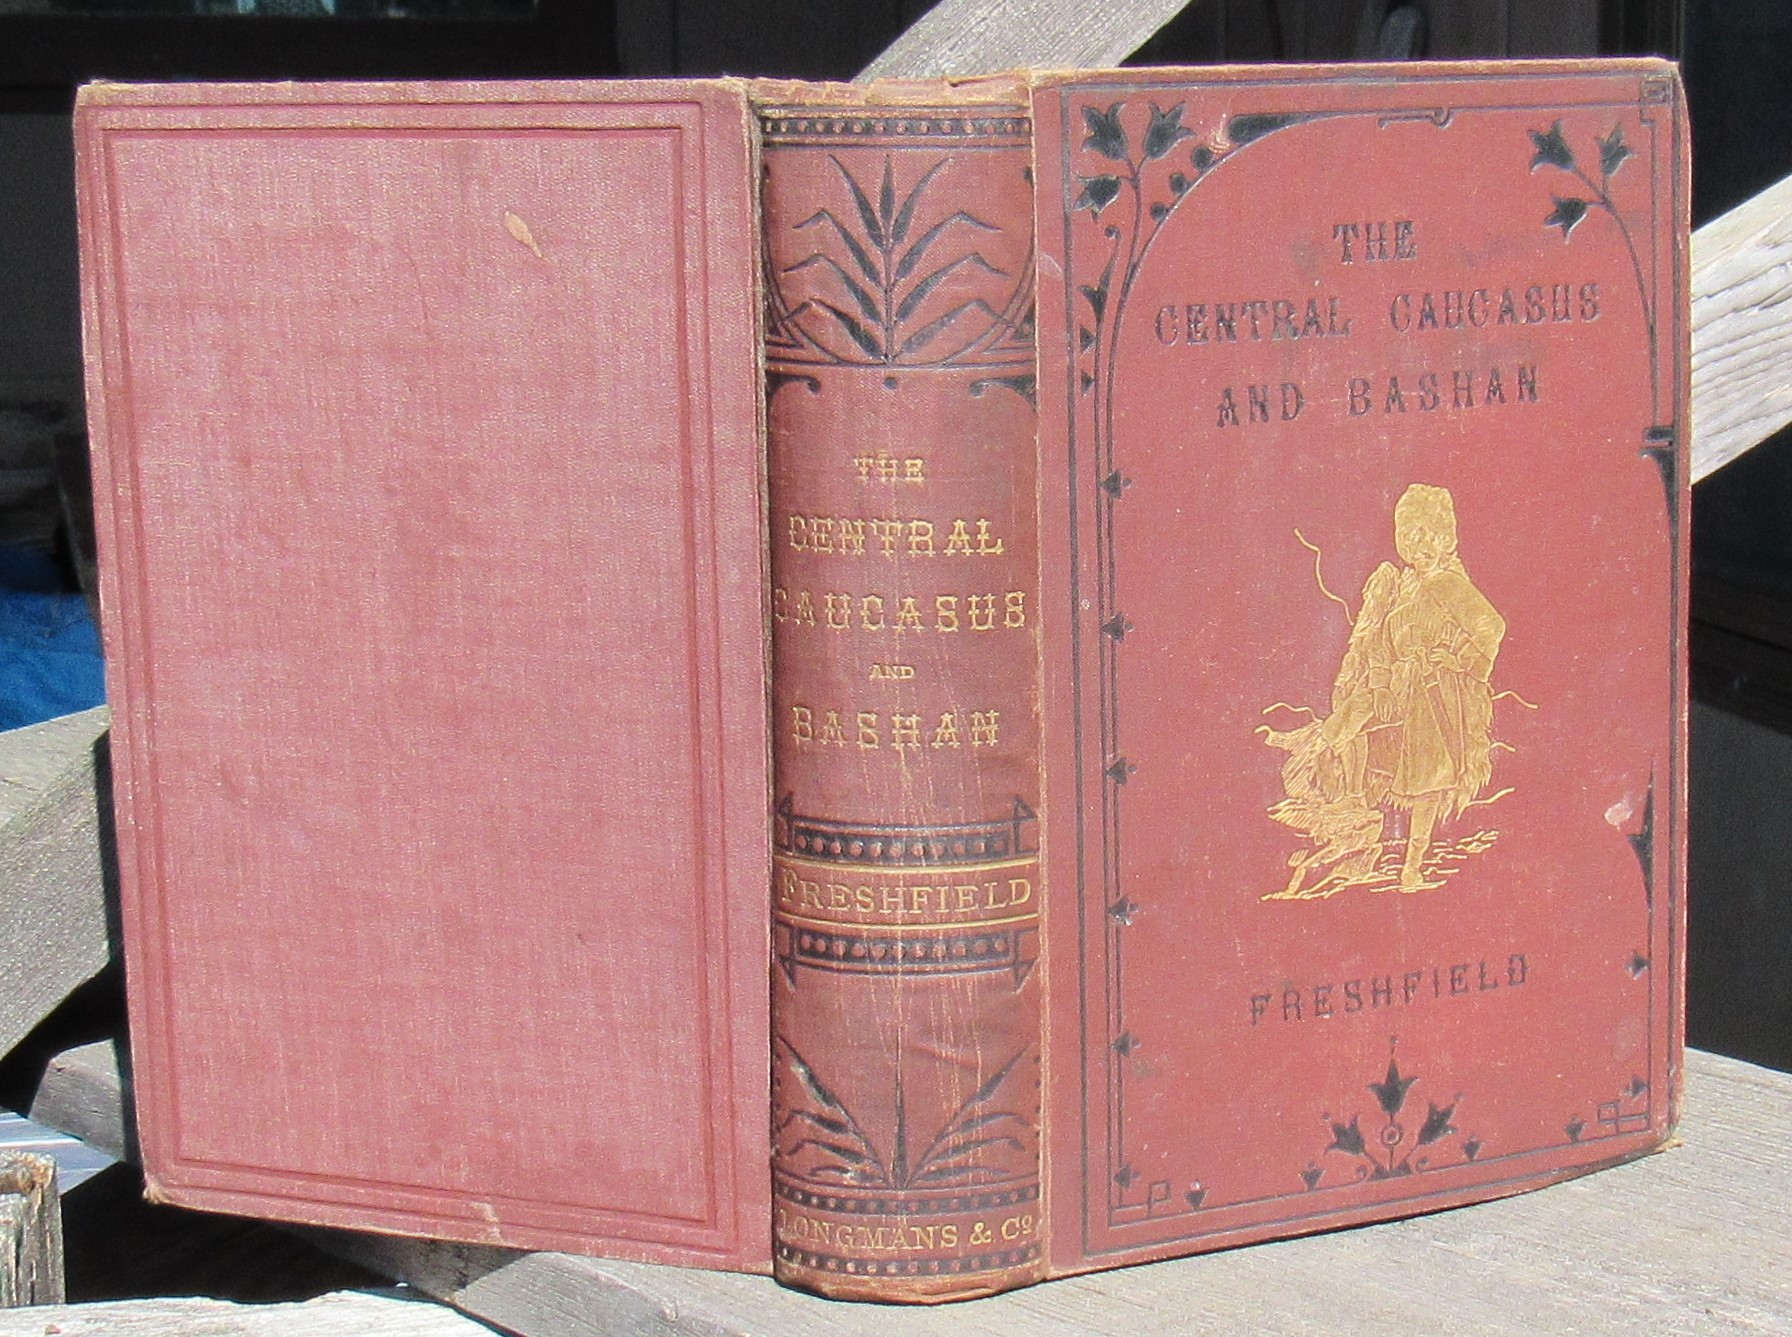 THE
CENTRAL
CAUCASUS
AND
BASHAN
FRESHFIELD
LONGMANS & Cº
THE
CENTRAL CAUCASUS
AND BASHAN
FRESHFIELD